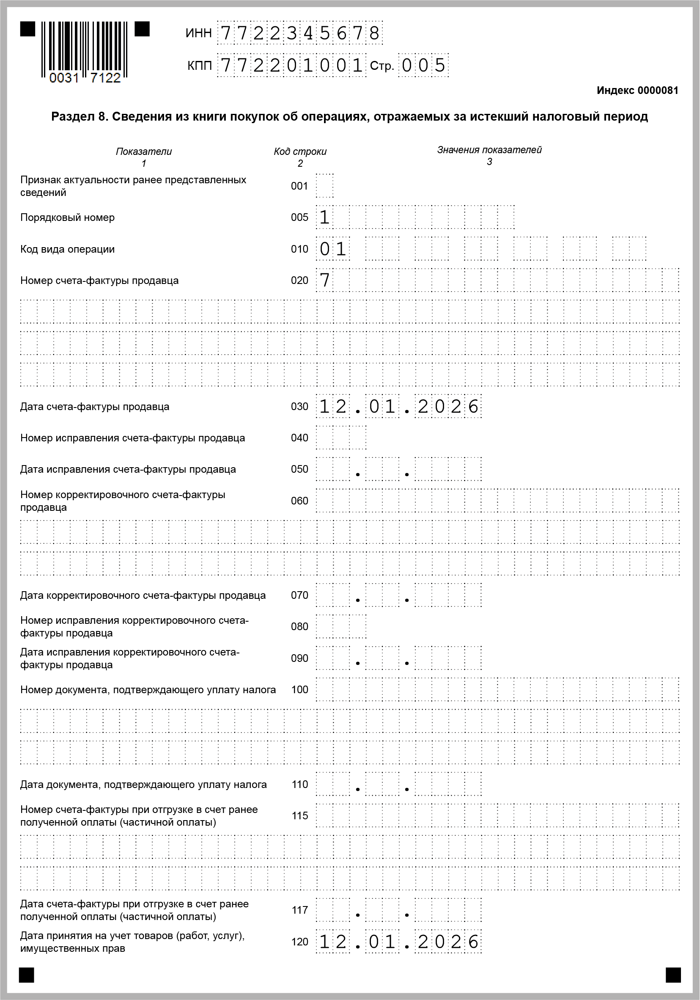 0031 7122
ИНН 7722345678
КПП 772201001 Стр. 005
Индекс 0000081
Раздел 8. Сведения из книги покупок об операциях, отражаемых за истекший налоговый период
Показатели Код строки Значения показателей
1 2 3
Признак актуальности ранее представленных
сведений 001
Порядковый номер 005 1
Код вида операции 010 01
Номер счета-фактуры продавца 020 7
Дата счета-фактуры продавца 030 12.01.2026
Номер исправления счета-фактуры продавца 040
Дата исправления счета-фактуры продавца 050 . .
Номер корректировочного счета-фактуры
продавца 060
Дата корректировочного счета-фактуры продавца 070 . .
Номер исправления корректировочного счета-
фактуры продавца 080
Дата исправления корректировочного счета-
фактуры продавца 090 . .
Номер документа, подтверждающего уплату налога 100
Дата документа, подтверждающего уплату налога 110 . .
Номер счета-фактуры при отгрузке в счет ранее
полученной оплаты (частичной оплаты) 115
Дата счета-фактуры при отгрузке в счет ранее
полученной оплаты (частичной оплаты) 117 . .
Дата принятия на учет товаров (работ, услуг),
имущественных прав 120 12.01.2026